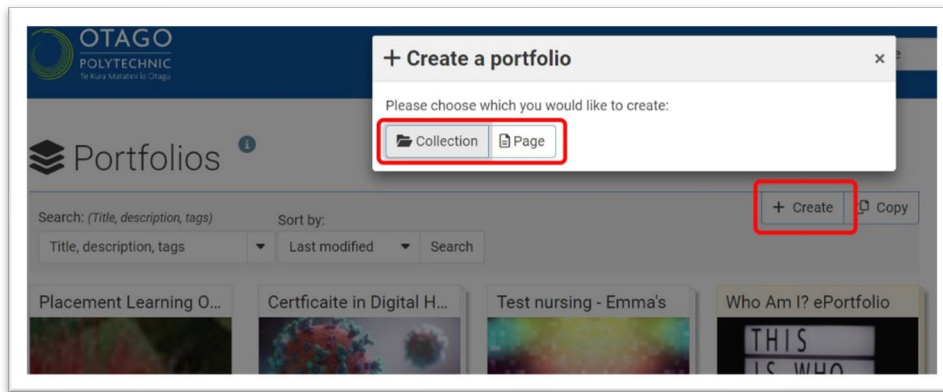 OTAGO
POLYTECHNIC
Te Kura Matatini ki Otago
+ Create a portfolio ×
e
Please choose which you would like to create:
Collection Page
Portfolios i
+ Create Copy
Search: (Title, description, tags) Sort by:
Title, description, tags Last modified Search
Placement Learning O... Certficaite in Digital H... Test nursing - Emma's Who Am I? ePortfolio
THIS
IS WHO